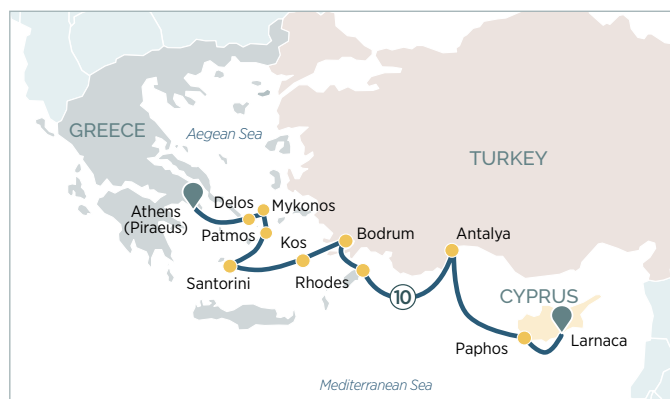 GREECE
Aegean Sea
TURKEY
Athens
(Piraeus)
Delos
Mykonos
Patmos
Kos
Bodrum
Antalya
Santorini
Rhodes
10
CYPRUS
Paphos
Larnaca
Mediterranean Sea